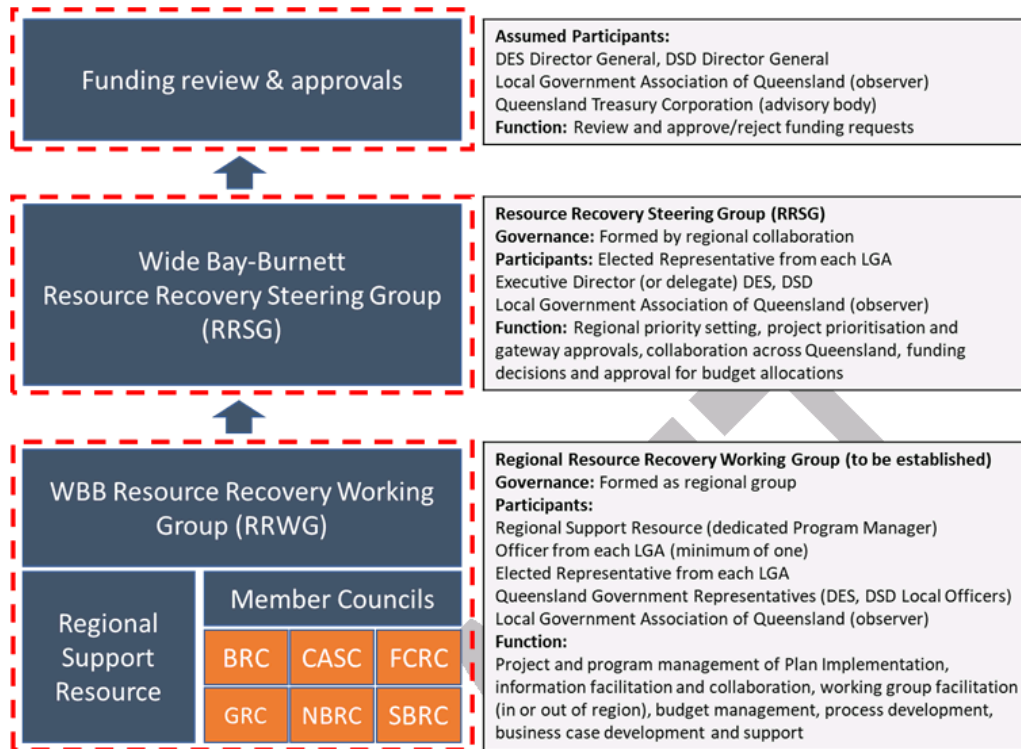 Funding review & approvals
Assumed Participants:
DES Director General, DSD Director General
Local Government Association of Queensland (observer)
Queensland Treasury Corporation (advisory body)
Function: Review and approve/reject funding requests
Wide Bay-Burnett
Resource Recovery Steering Group
(RRSG)
Resource Recovery Steering Group (RRSG)
Governance: Formed by regional collaboration
Participants: Elected Representative from each LGA
Executive Director (or delegate) DES, DSD
Local Government Association of Queensland (observer)
Function: Regional priority setting, project prioritisation and
gateway approvals, collaboration across Queensland, funding
decisions and approval for budget allocations
WBB Resource Recovery Working
Group (RRWG)
Regional
Support
Resource
Member Councils
BRC CASC FCRC
GRC NBRC SBRC
Regional Resource Recovery Working Group (to be established)
Governance: Formed as regional group
Participants:
Regional Support Resource (dedicated Program Manager)
Officer from each LGA (minimum of one)
Elected Representative from each LGA
Queensland Government Representatives (DES, DSD Local Officers)
Local Government Association of Queensland (observer)
Function:
Project and program management of Plan Implementation,
information facilitation and collaboration, working group facilitation
(in or out of region), budget management, process development,
business case development and support